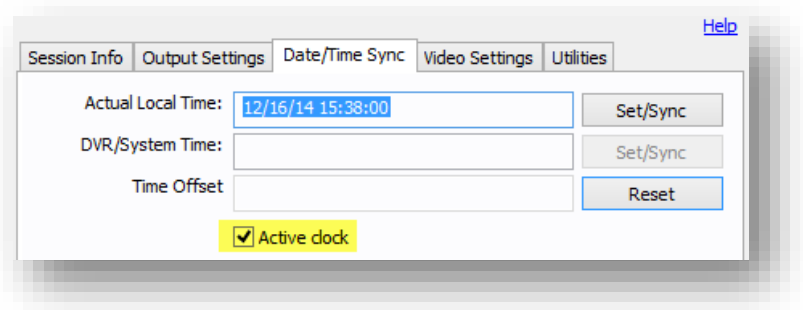 Help
Session Info Output Settings Date/Time Sync Video Settings Utilities
Actual Local Time: 12/16/14 15:38:00 Set/Sync
DVR/System Time: Set/Sync
Time Offset Reset
Active clock